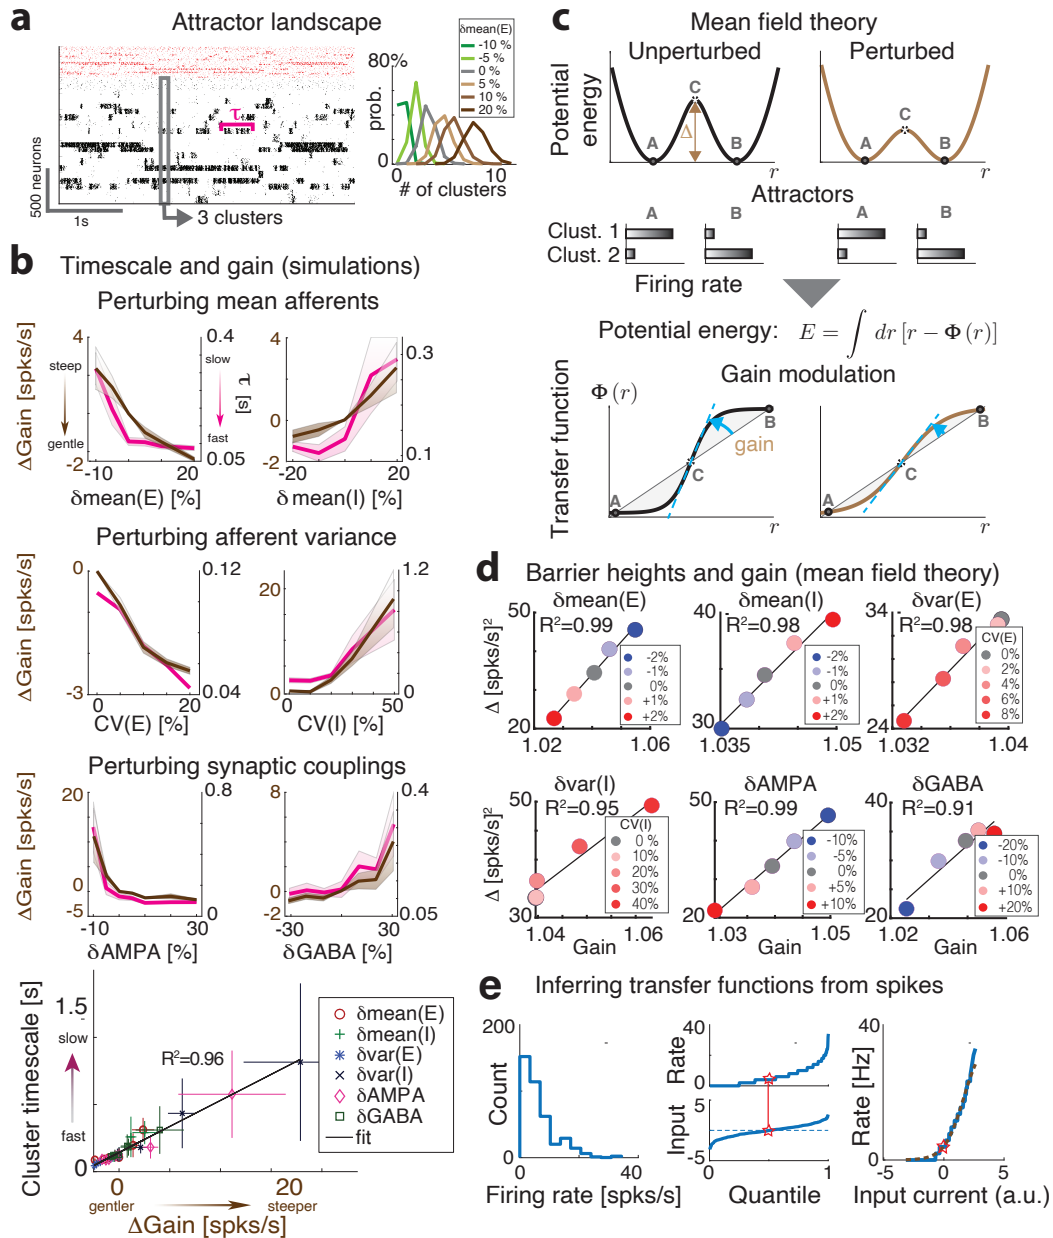 a
Attractor landscape
δmean(E)
-10 %
-5 %
0 %
5 %
10 %
20 %
80%
prob.
0
0
10
# of clusters
τ
500 neurons
1s
3 clusters
b
Timescale and gain (simulations)
Perturbing mean afferents
ΔGain [spks/s]
steep
gentle
4
-2
0.4
slow
τ [s]
fast
0.05
-10
20
δmean(E) [%]
4
0
-2
0.3
0.1
-20
20
δ mean(I) [%]
Perturbing afferent variance
ΔGain [spks/s]
0
-3
0.12
0.04
0
20
CV(E) [%]
20
0
1.2
0
0
50
CV(I) [%]
Perturbing synaptic couplings
ΔGain [spks/s]
20
0
-5
0.8
0
0
30
δAMPA [%]
8
0
-2
0.4
0.05
-30
30
δGABA [%]
Cluster timescale [s]
1.5
slow
fast
0
R²=0.96
δmean(E)
δmean(I)
δvar(E)
δvar(I)
δAMPA
δGABA
fit
0
20
gentler
steeper
ΔGain [spks/s]
c
Mean field theory
Unperturbed
Perturbed
Potential energy
C
Δ
A
B
r
C
A
B
r
Attractors
A
B
A
B
Clust. 1
Clust. 2
Firing rate
Potential energy: E = ∫ dr [r − Φ (r)]
Gain modulation
Transfer function
Φ (r)
B
gain
C
A
r
B
C
A
r
d
Barrier heights and gain (mean field theory)
δmean(E)
Δ [spks/s]²
50
20
R²=0.99
-2%
-1%
0%
+1%
+2%
1.02
1.06
δmean(I)
40
30
R²=0.98
-2%
-1%
0%
+1%
+2%
1.035
1.05
δvar(E)
34
24
R²=0.98
CV(E)
0%
2%
4%
6%
8%
1.032
1.04
δvar(I)
Δ [spks/s]²
50
30
R²=0.95
CV(I)
0 %
10%
20%
30%
40%
1.04
1.06
Gain
δAMPA
50
20
R²=0.99
-10%
-5%
0%
+5%
+10%
1.03
1.05
Gain
δGABA
40
20
R²=0.91
-20%
-10%
0%
+10%
+20%
1.02
1.06
Gain
e
Inferring transfer functions from spikes
Count
200
0
0
40
Firing rate [spks/s]
Rate
40
0
Input
5
-5
0
1
Quantile
Rate [Hz]
40
0
0
5
Input current (a.u.)